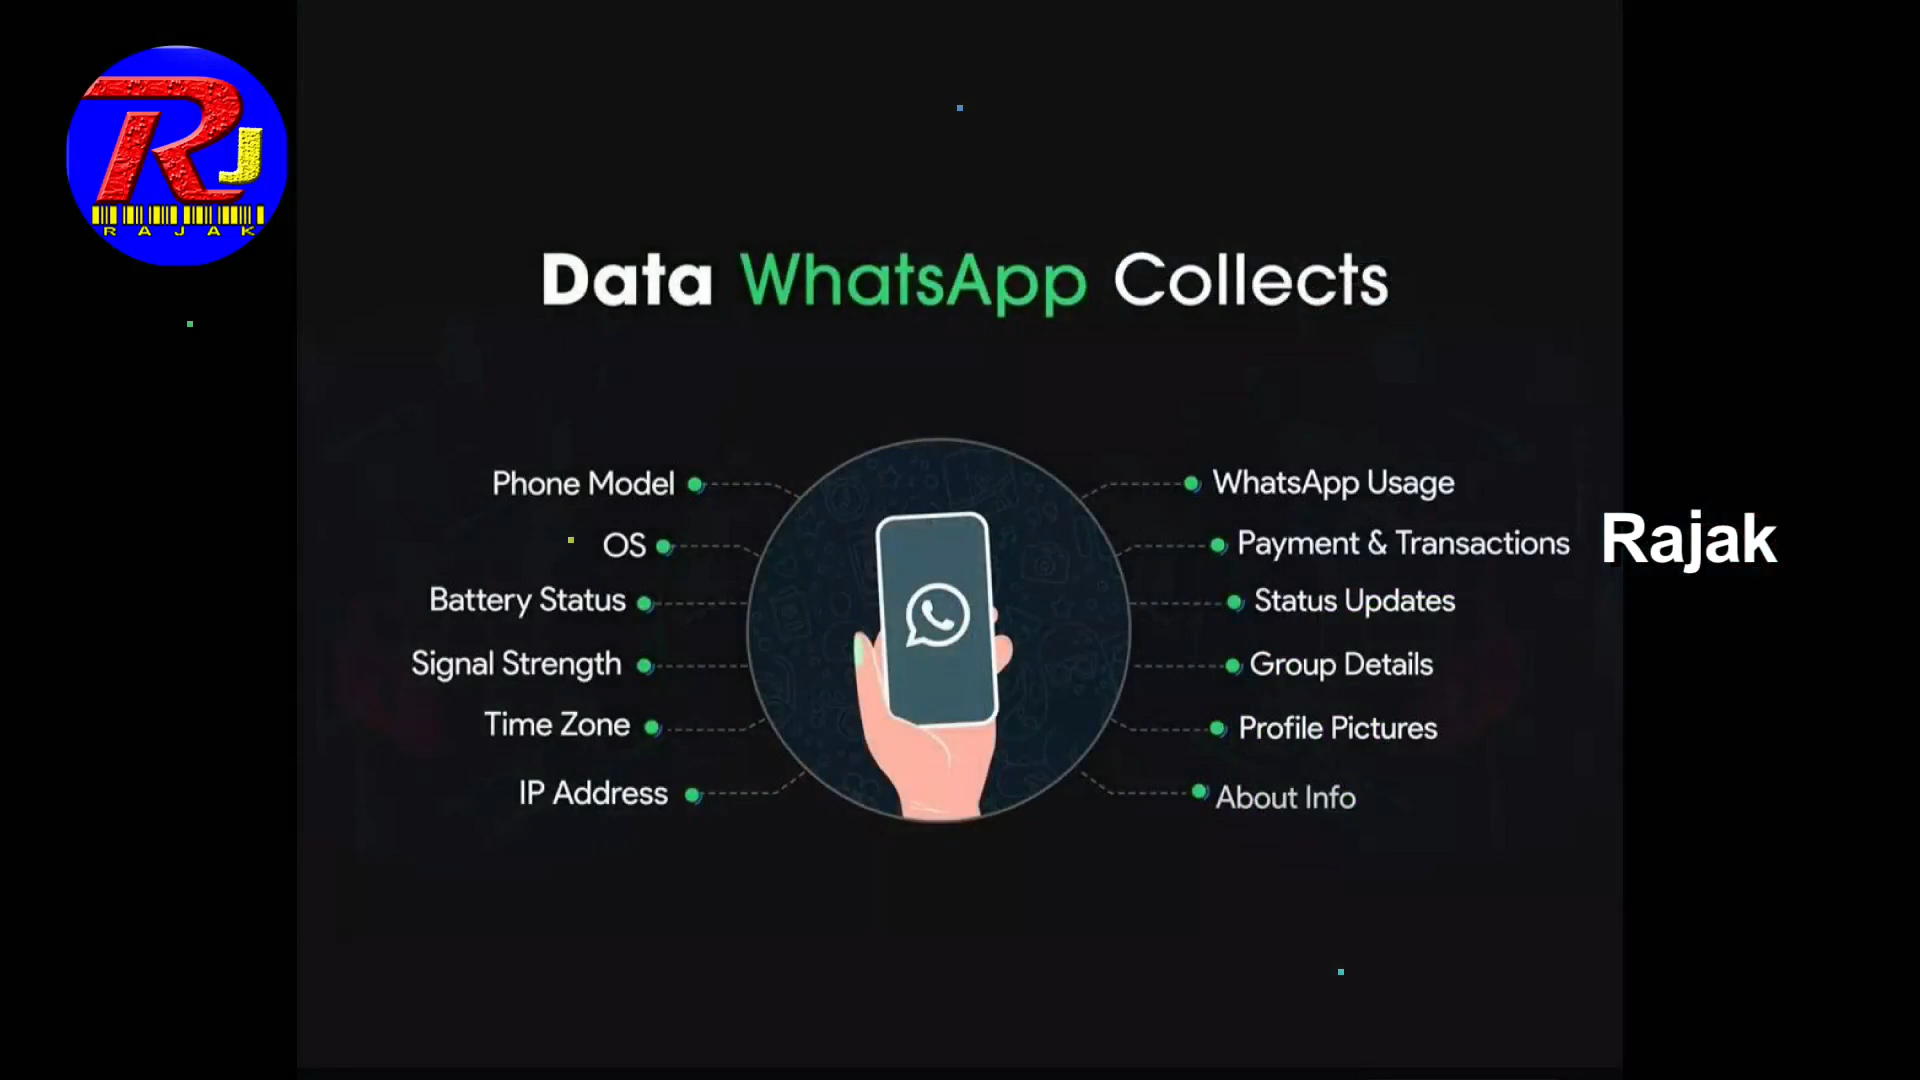 RJ
RAJAK
Data WhatsApp Collects
Phone Model
OS
Battery Status
Signal Strength
Time Zone
IP Address
WhatsApp Usage
Payment & Transactions
Status Updates
Group Details
Profile Pictures
About Info
Rajak